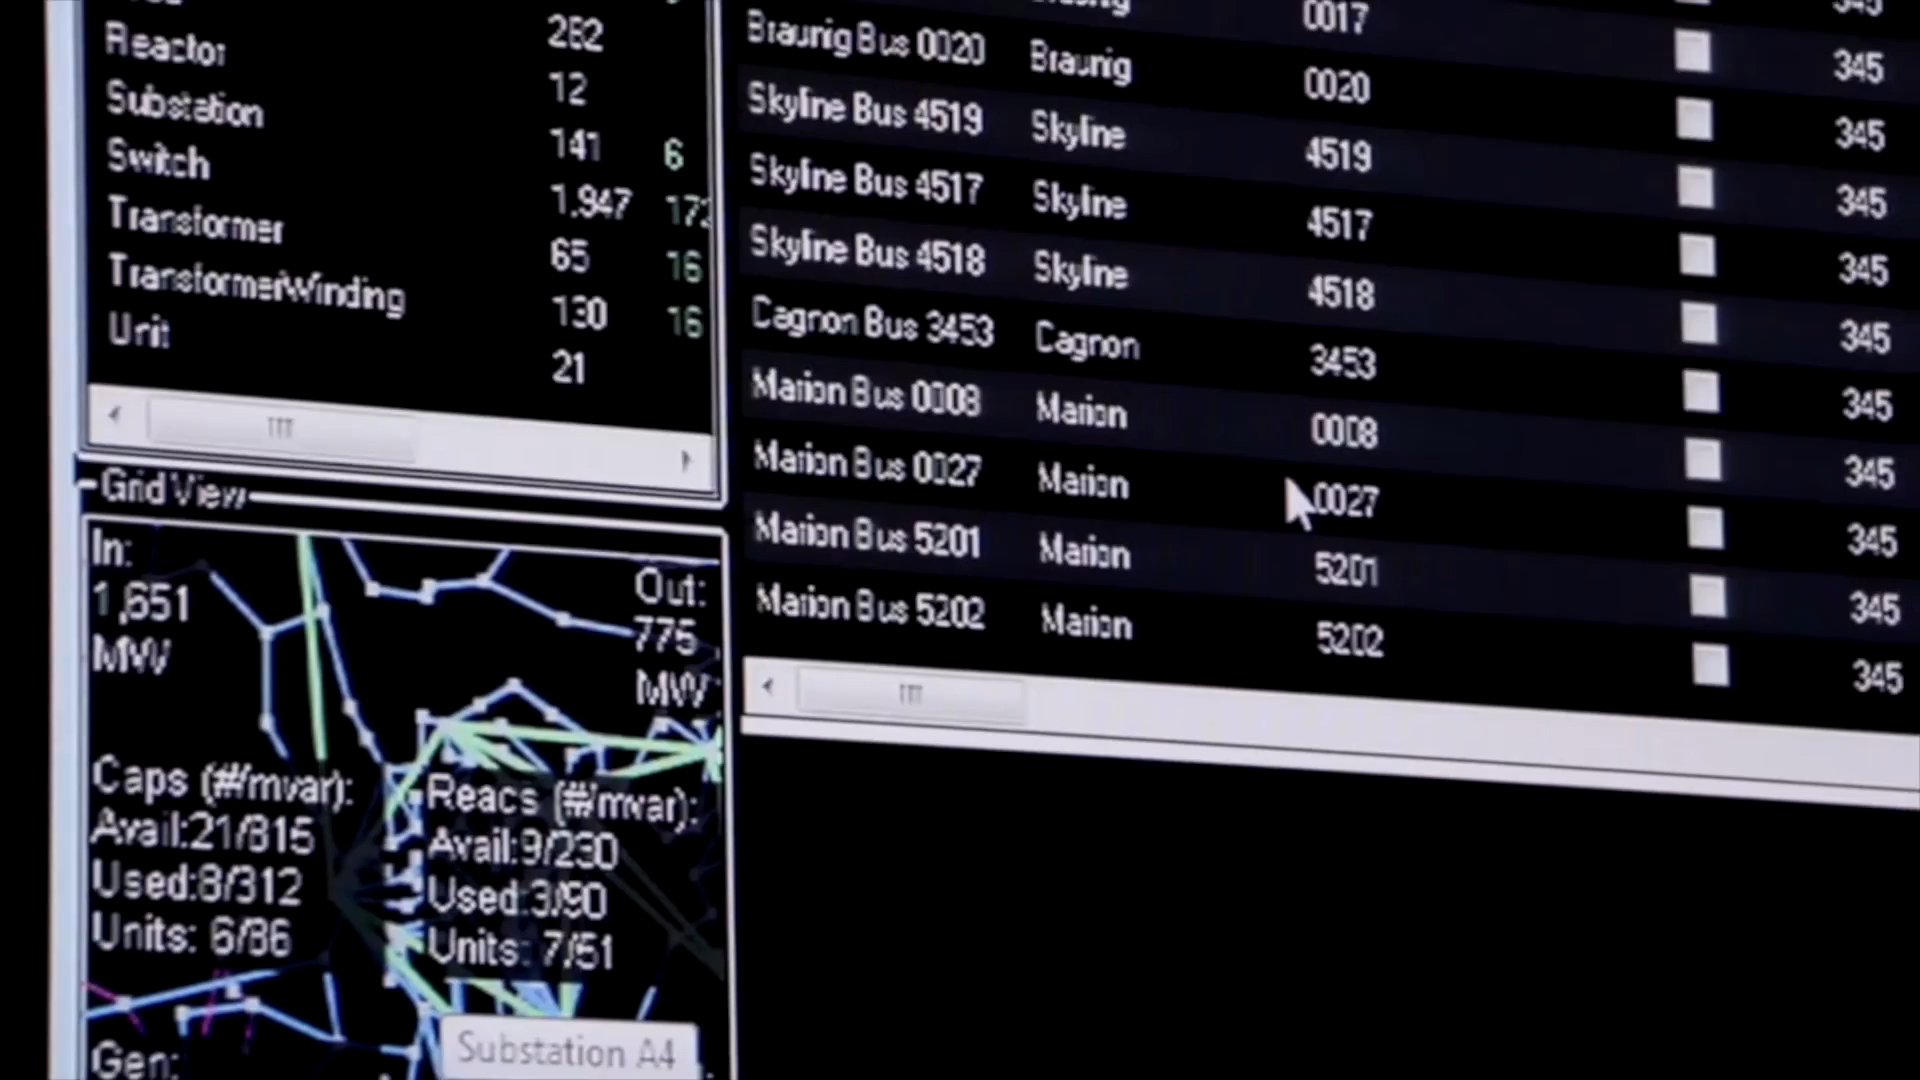 282
Reactor 12
Substation 141 6
Switch 1,947
Transformer 65 16
TransformerWinding 130 16
Unit 21
0017 345
Braunig Bus 0020 Braunig 0020 345
Skyline Bus 4519 Skyline 4519 345
Skyline Bus 4517 Skyline 4517 345
Skyline Bus 4518 Skyline 4518 345
Cagnon Bus 3453 Cagnon 3453 345
Marion Bus 0008 Marion 0008 345
Marion Bus 0027 Marion 0027 345
Marion Bus 5201 Marion 5201 345
Marion Bus 5202 Marion 5202 345
Grid View
In:
1,651
MW
Out:
775
MW
Caps (#/mvar):
Avail:21/815
Used:8/312
Units: 6/86
Reacs (#/mvar):
Avail:9/230
Used:3/90
Units: 7/51
Gen:
Substation A4